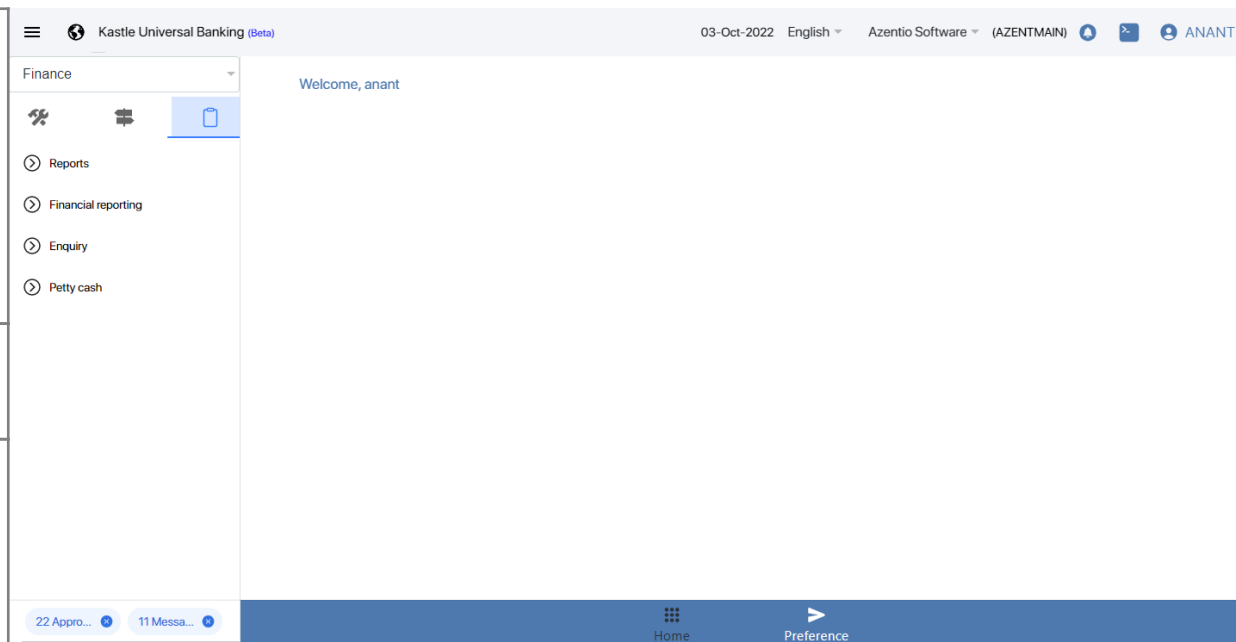 Kastle Universal Banking (Beta)
03-Oct-2022 English Azentio Software (AZENTMAIN) ANANT
Finance
Welcome, anant
Reports
Financial reporting
Enquiry
Petty cash
22 Appro... 11 Messa...
Home Preference